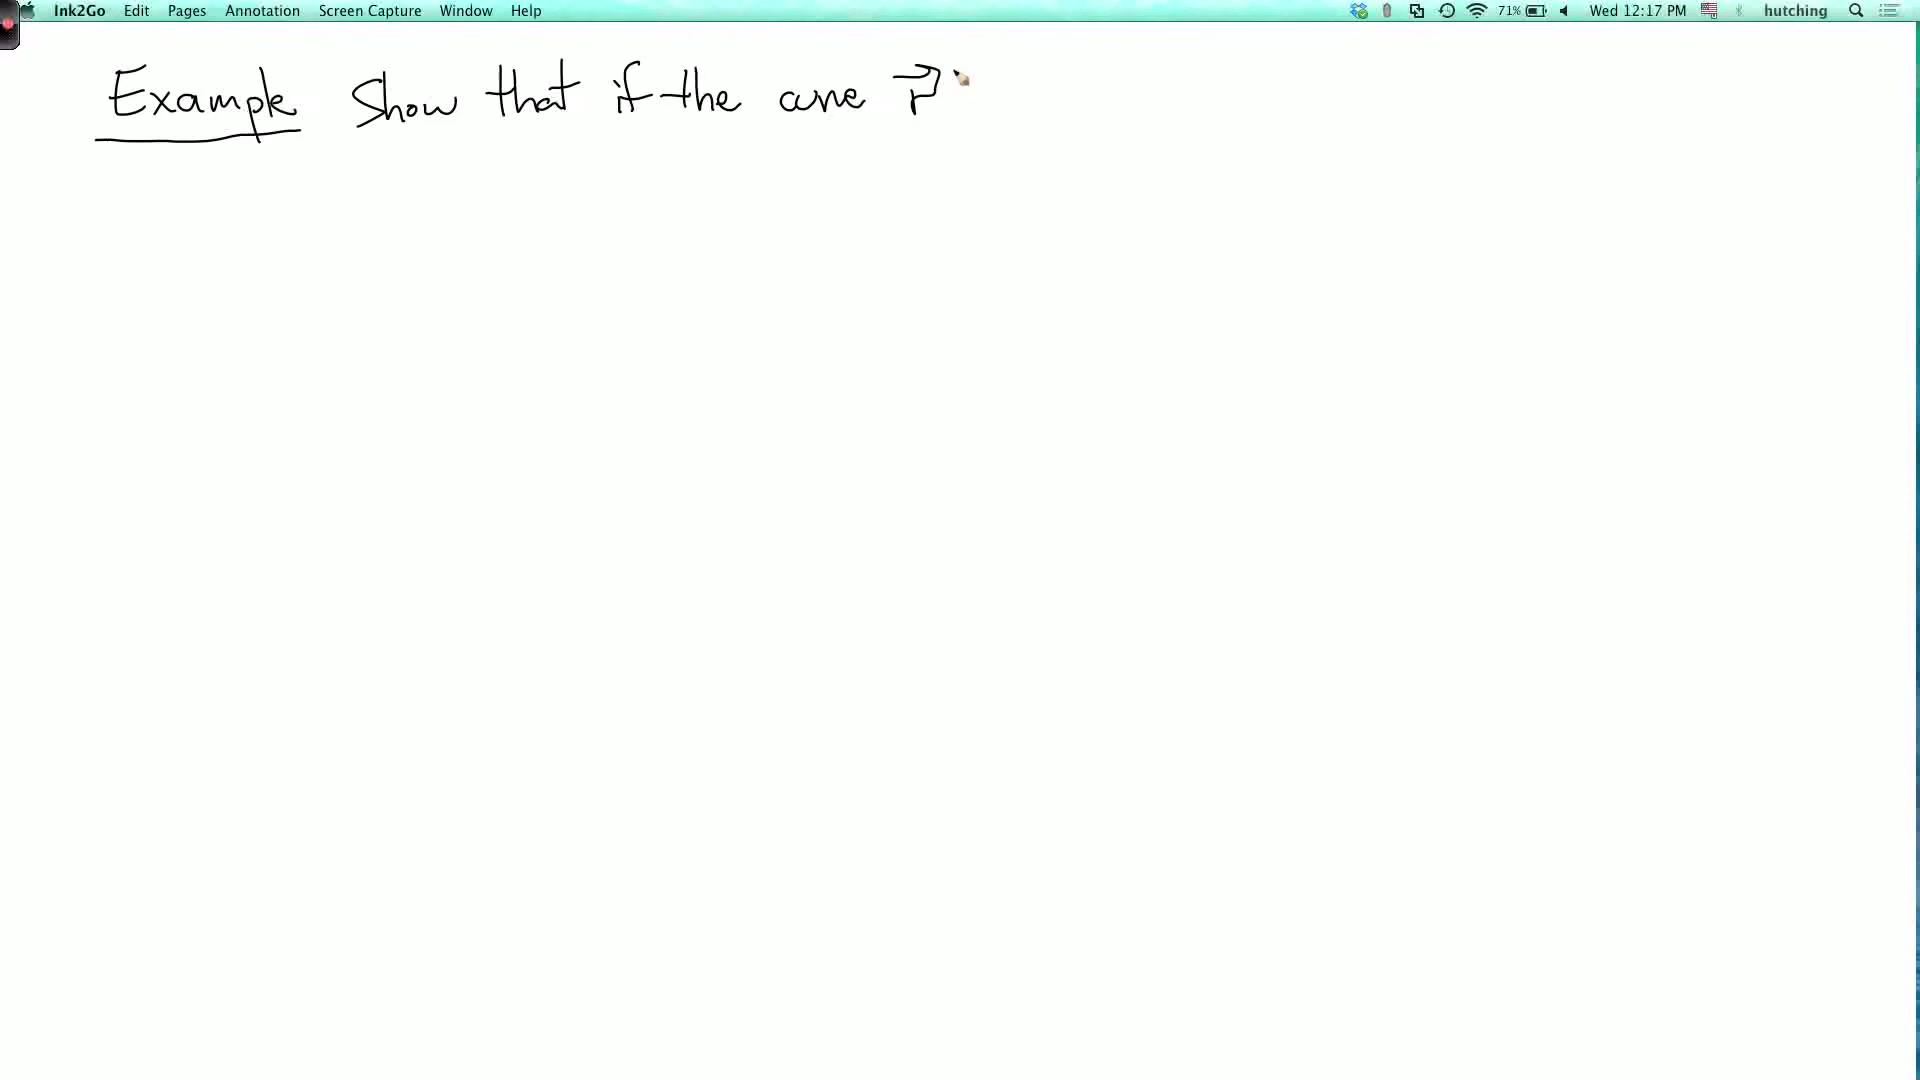 Ink2Go Edit Pages Annotation Screen Capture Window Help 71% Wed 12:17 PM hutching
Example Show that if the curve r⃗